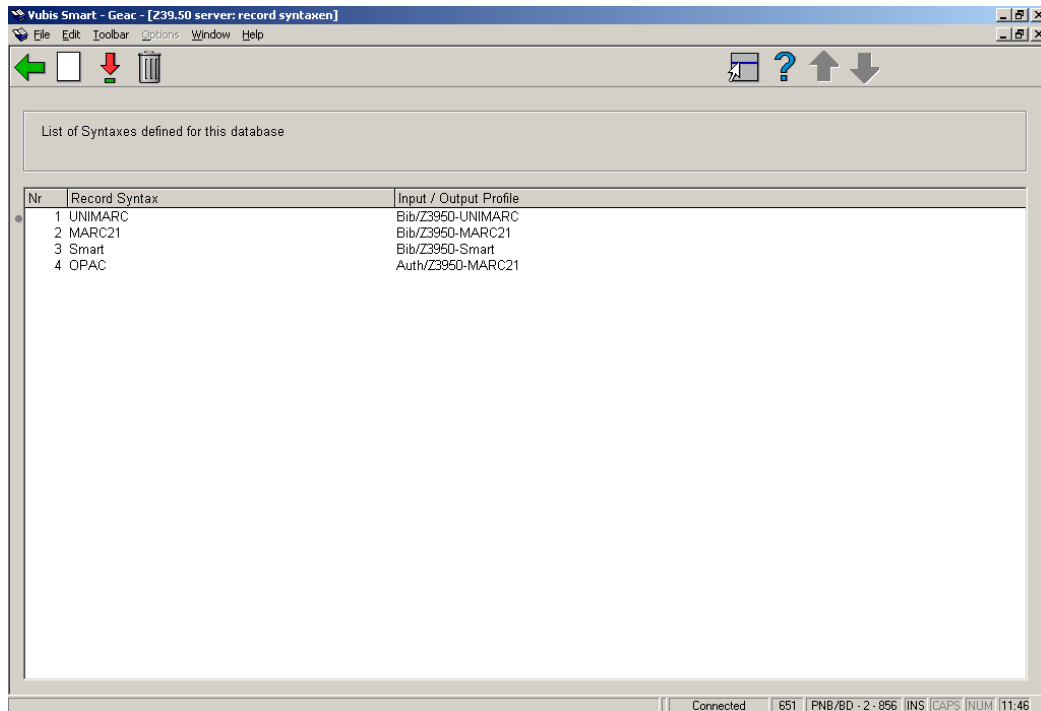 Vubis Smart - Geac - [Z39.50 server: record syntaxen]
File Edit Toolbar Options Window Help
List of Syntaxes defined for this database
Nr Record Syntax Input / Output Profile
1 UNIMARC Bib/Z3950-UNIMARC
2 MARC21 Bib/Z3950-MARC21
3 Smart Bib/Z3950-Smart
4 OPAC Auth/Z3950-MARC21
Connected 651 PNB/BD - 2 - 856 INS CAPS NUM 11:46